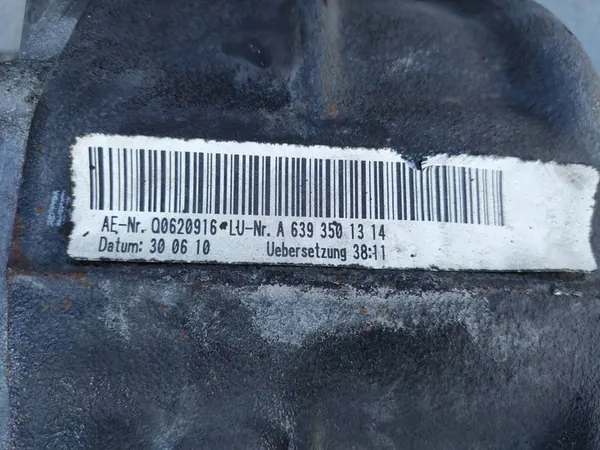 AE-Nr. Q0620916 LU-Nr. A 639 350 13 14
Datum: 30 06 10 Uebersetzung 38:11